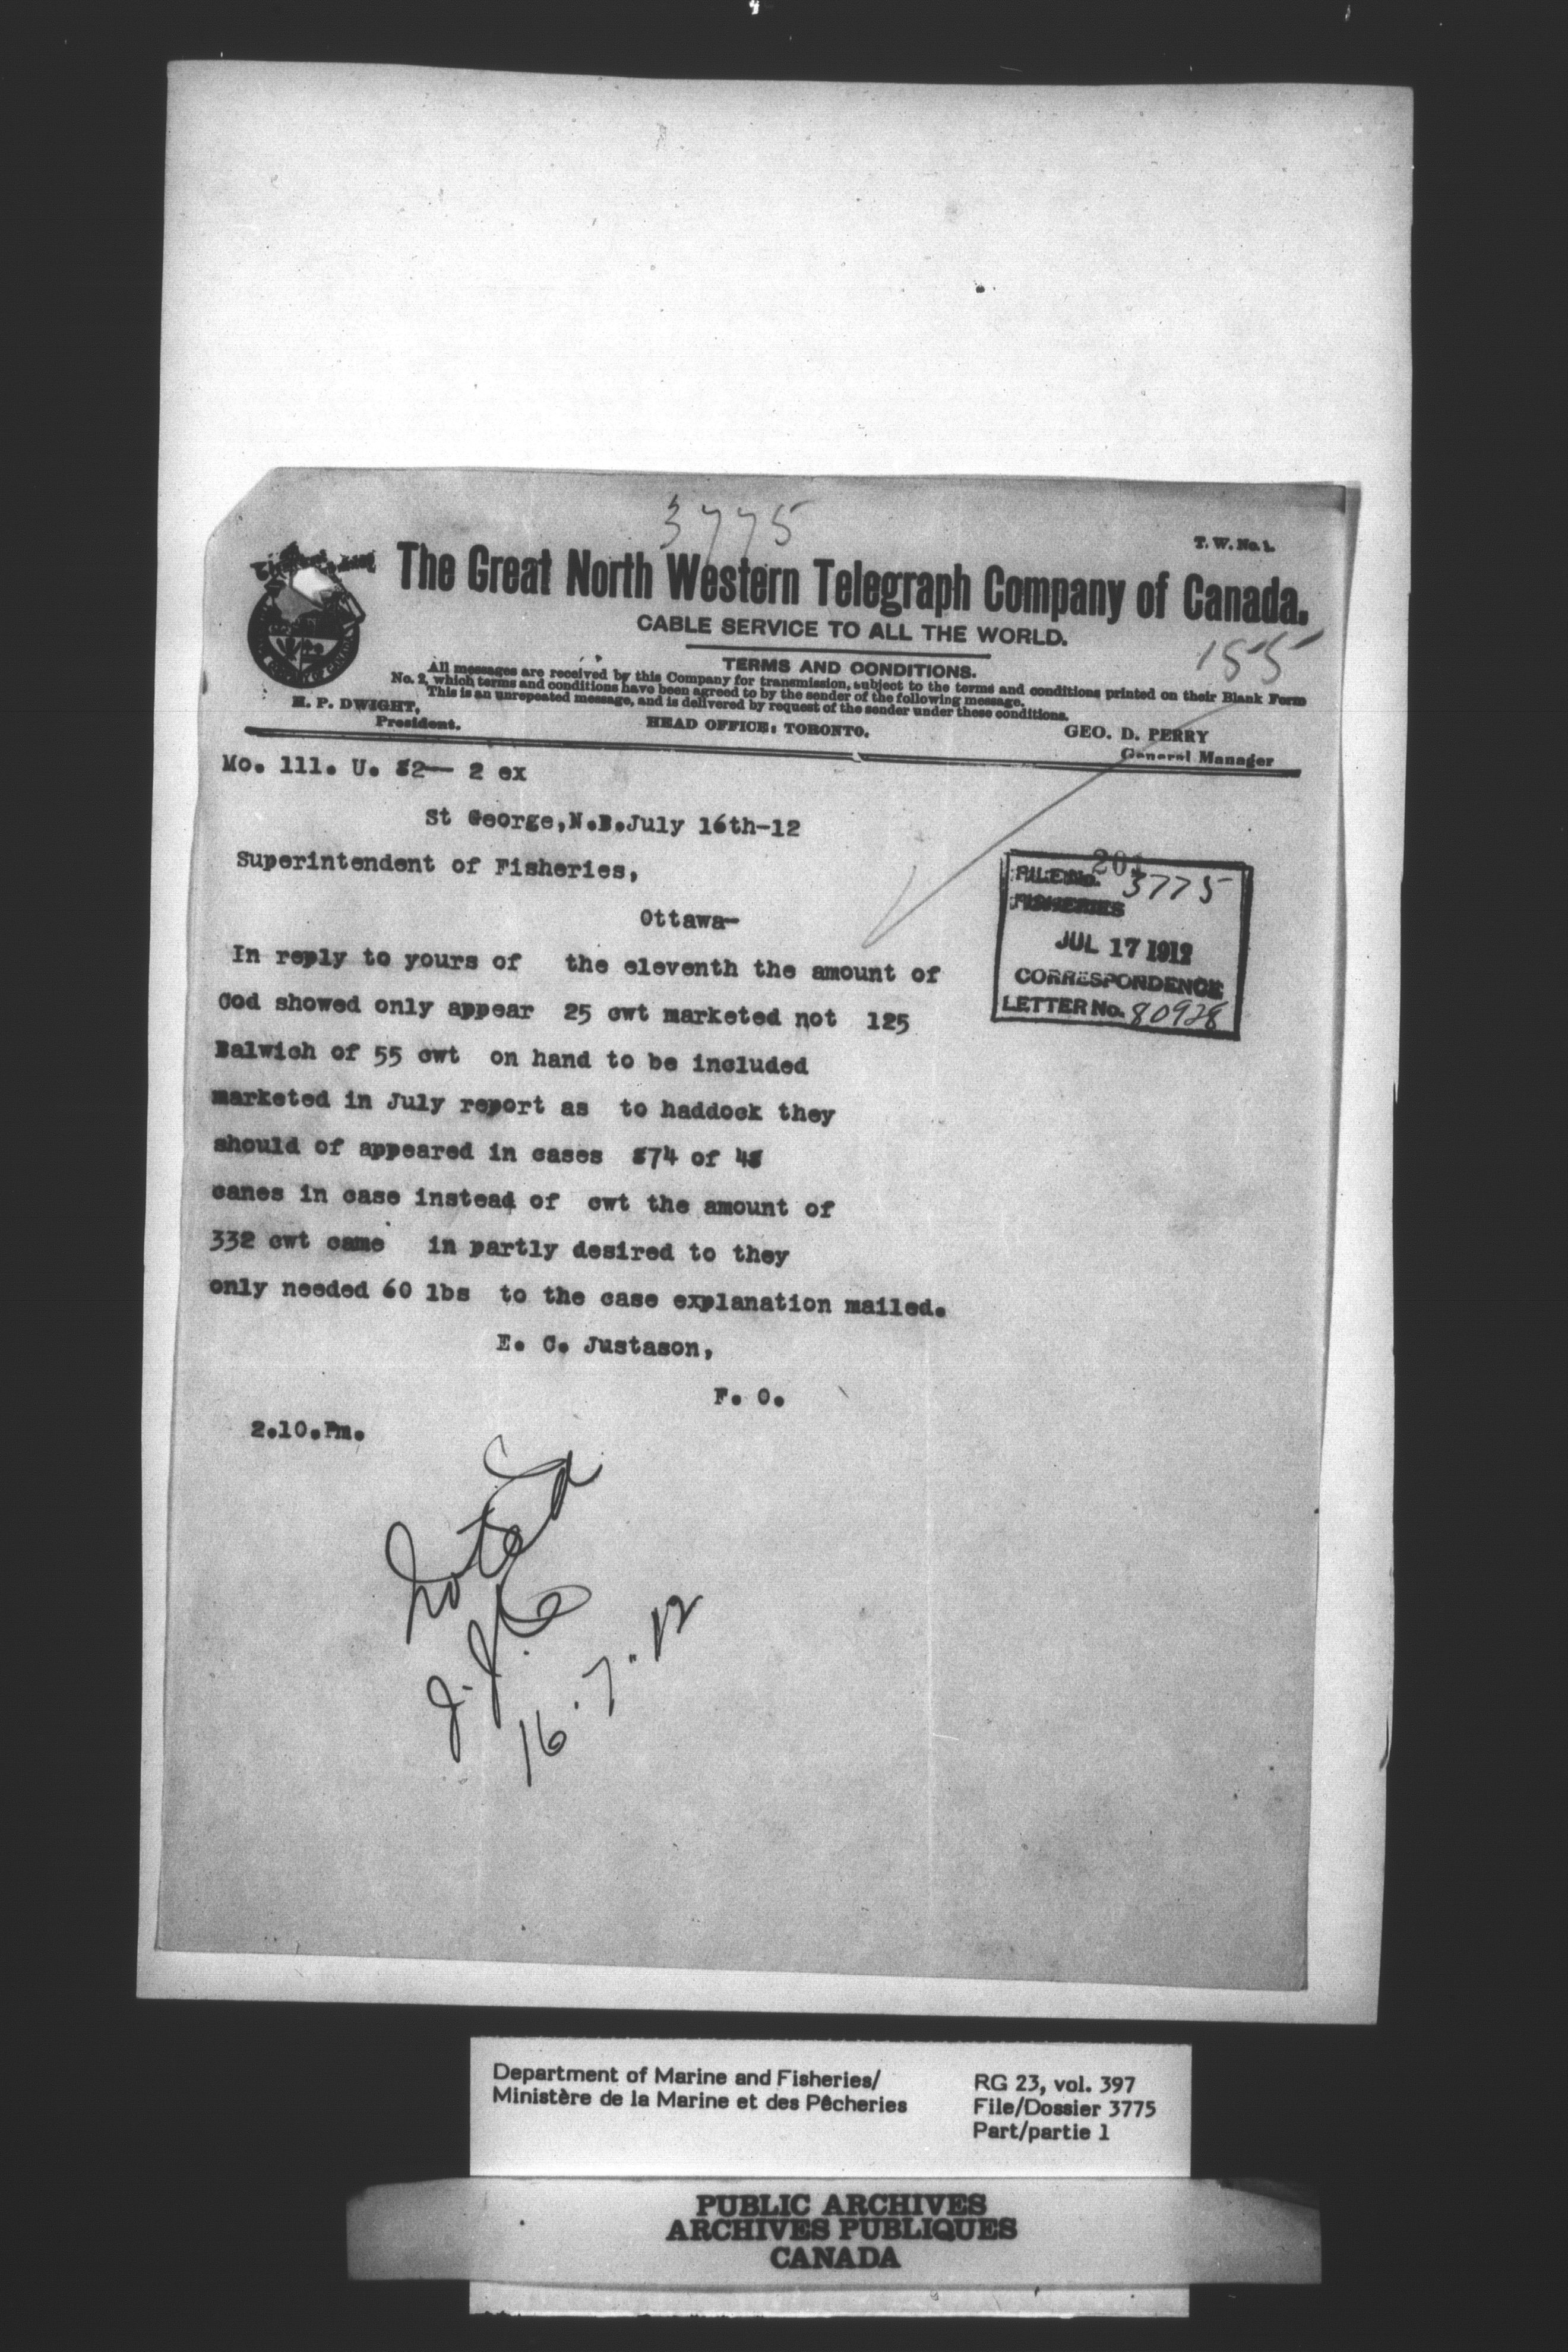 3775
T. W. No. 1.
The Great North Western Telegraph Company of Canada.
CABLE SERVICE TO ALL THE WORLD.
155
TERMS AND CONDITIONS.
All messages are received by this Company for transmission, subject to the terms and conditions printed on their Blank Form
No. 2, which terms and conditions have been agreed to by the sender of the following message.
This is an unrepeated message, and is delivered by request of the sender under these conditions.
H. P. DWIGHT,
President.
HEAD OFFICE: TORONTO.
GEO. D. PERRY
General Manager
Mo. 111. U. 82— 2 ex
St George,N.B.July 16th-12
Superintendent of Fisheries,
Ottawa-
201
FILE No. 3775
FISHERIES
JUL 17 1912
CORRESPONDENCE
LETTER No. 80928
In reply to yours of the eleventh the amount of
Cod showed only appear 25 cwt marketed not 125
Balwich of 55 cwt on hand to be included
marketed in July report as to haddock they
should of appeared in cases 874 of 48
canes in case instead of cwt the amount of
332 cwt came in partly desired to they
only needed 60 lbs to the case explanation mailed.
E. C. Justason,
F. O.
2.10.Pm.
Noted
16.7.12
Department of Marine and Fisheries/
Ministère de la Marine et des Pêcheries
RG 23, vol. 397
File/Dossier 3775
Part/partie 1
PUBLIC ARCHIVES
ARCHIVES PUBLIQUES
CANADA